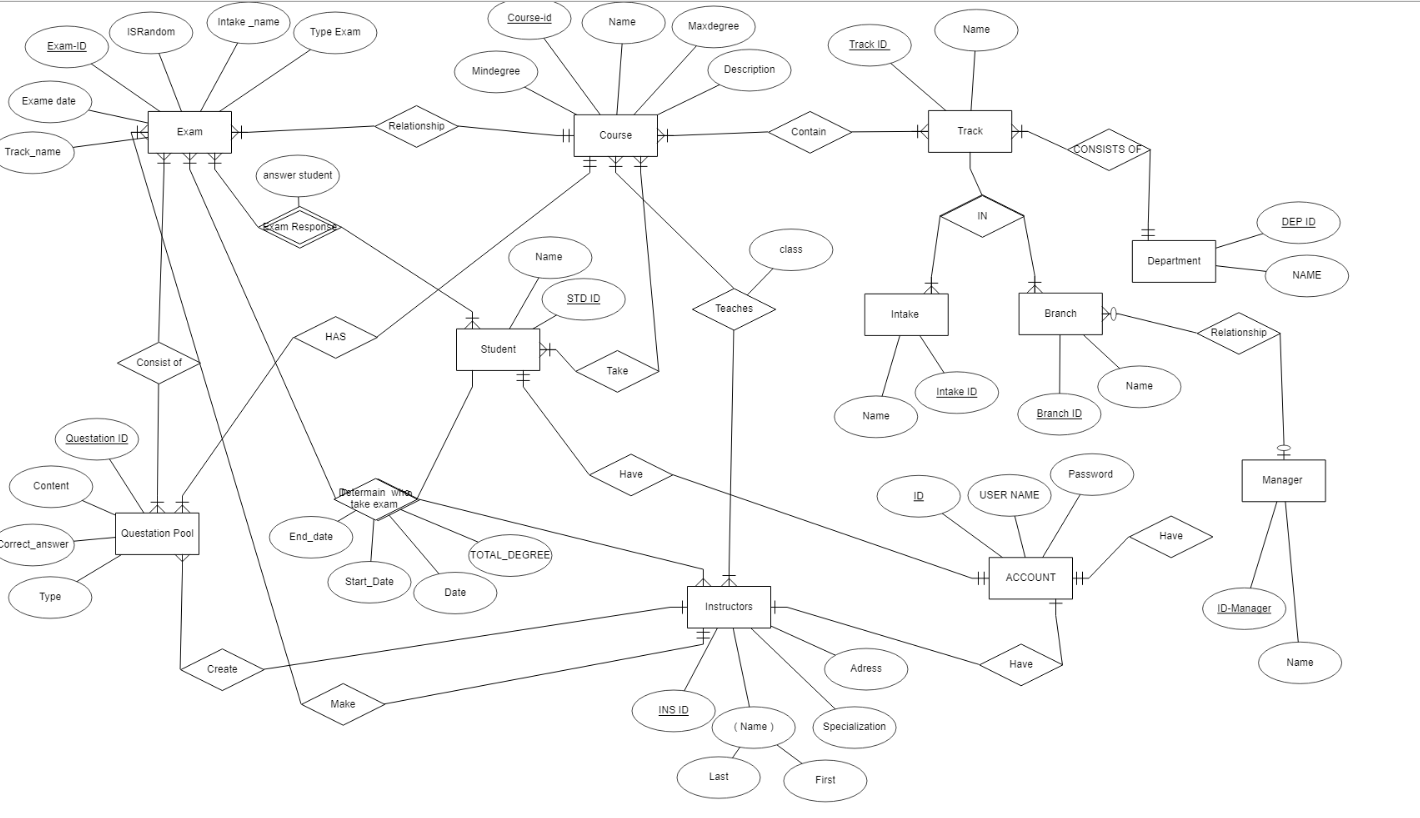 Exam-ID
ISRandom
Intake _name
Type Exam
Exame date
Track_name
Exam
Relationship
Course-id
Name
Maxdegree
Mindegree
Description
Course
Contain
Track ID
Name
Track
CONSISTS OF
DEP ID
NAME
Department
IN
Intake
Branch
Name
Intake ID
Branch ID
Name
Relationship
Manager
ID-Manager
Name
answer student
Exam Response
Name
STD ID
Student
Take
class
Teaches
HAS
Consist of
Questation ID
Content
Correct_answer
Type
Questation Pool
Determain who
take exam
End_date
Start_Date
Date
TOTAL_DEGREE
Have
ID
USER NAME
Password
ACCOUNT
Have
Have
Instructors
Create
Make
INS ID
( Name )
Last
First
Specialization
Adress